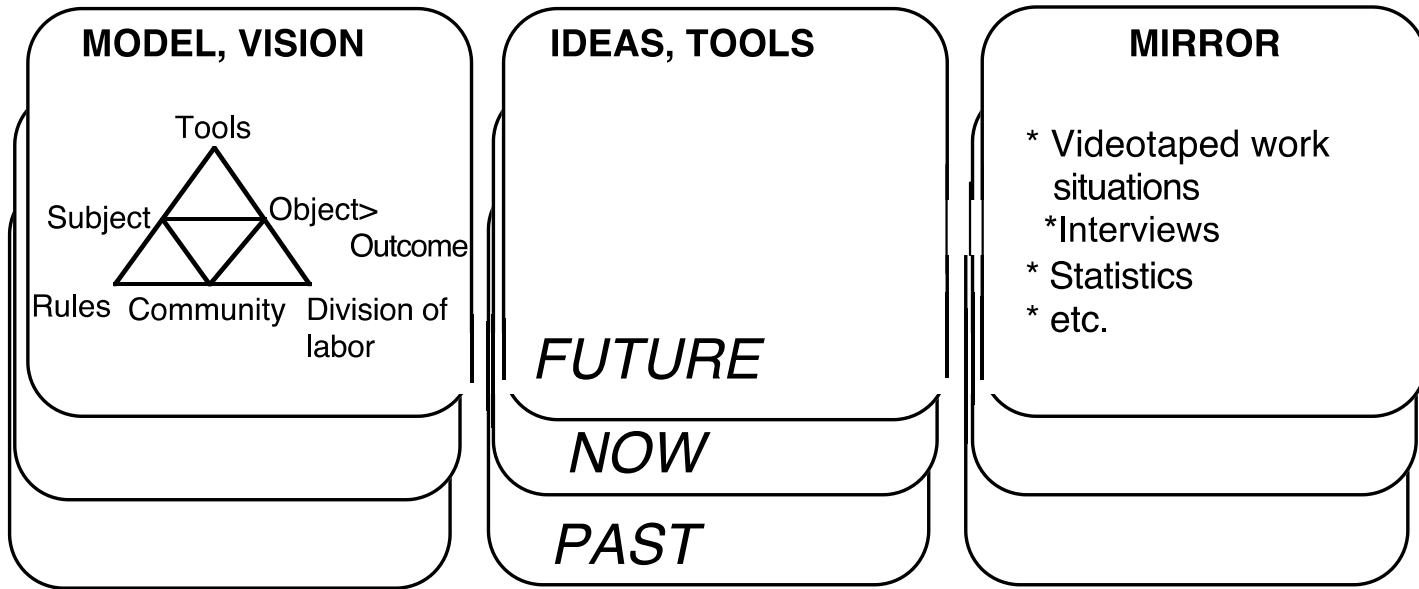 MODEL, VISION
Tools
Subject
Object>
Outcome
Rules
Community
Division of
labor
IDEAS, TOOLS
FUTURE
NOW
PAST
MIRROR
* Videotaped work
situations
*Interviews
* Statistics
* etc.